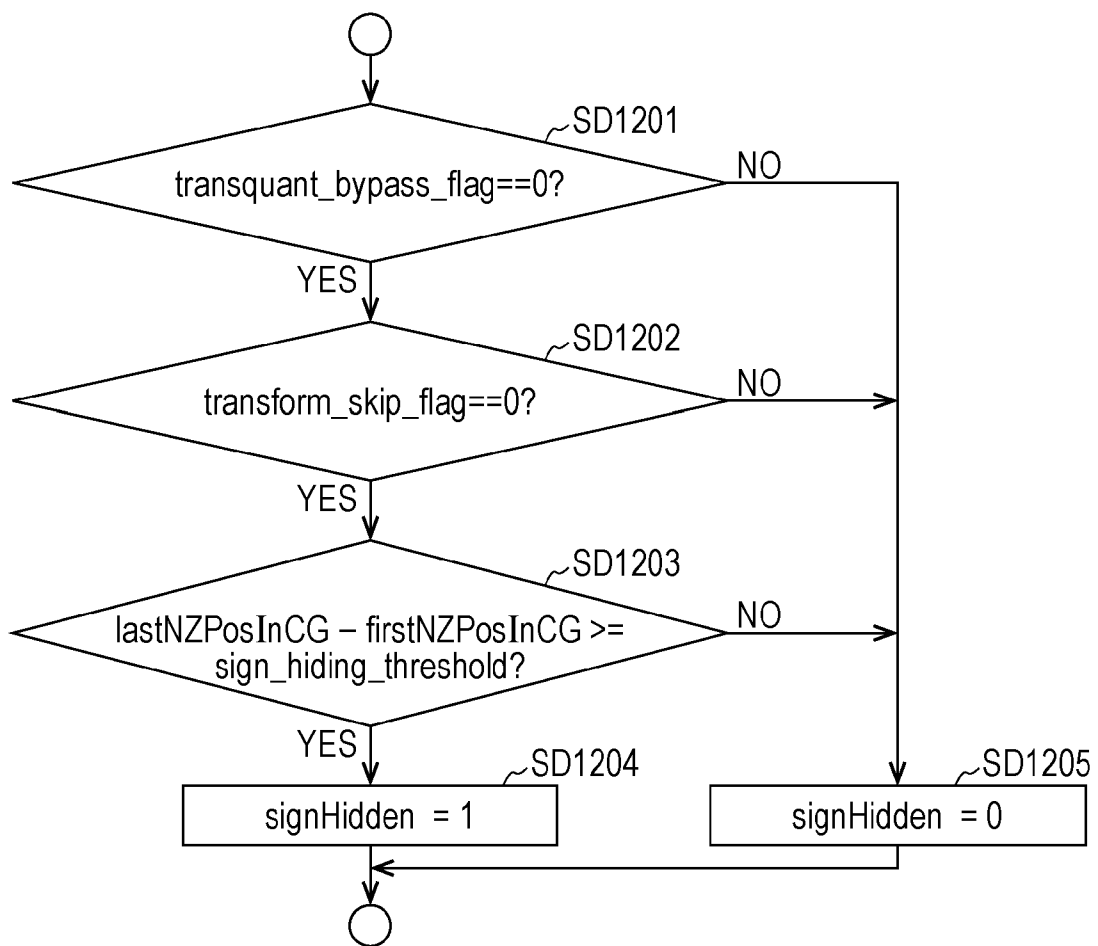 SD1201
transquant_bypass_flag==0?
NO
YES
SD1202
transform_skip_flag==0?
NO
YES
SD1203
lastNZPosInCG – firstNZPosInCG >=
sign_hiding_threshold?
NO
YES
SD1204
signHidden = 1
SD1205
signHidden = 0